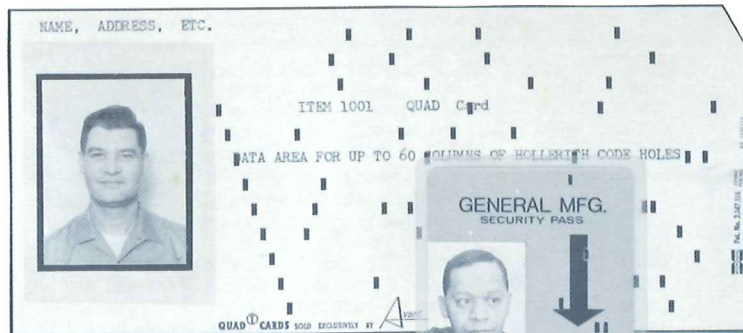 NAME, ADDRESS, ETC.
ITEM 1001 QUAD Card
DATA AREA FOR UP TO 60 COLUMNS OF HOLLERITH CODE HOLES
GENERAL MFG.
SECURITY PASS
QUAD CARDS SOLD EXCLUSIVELY BY